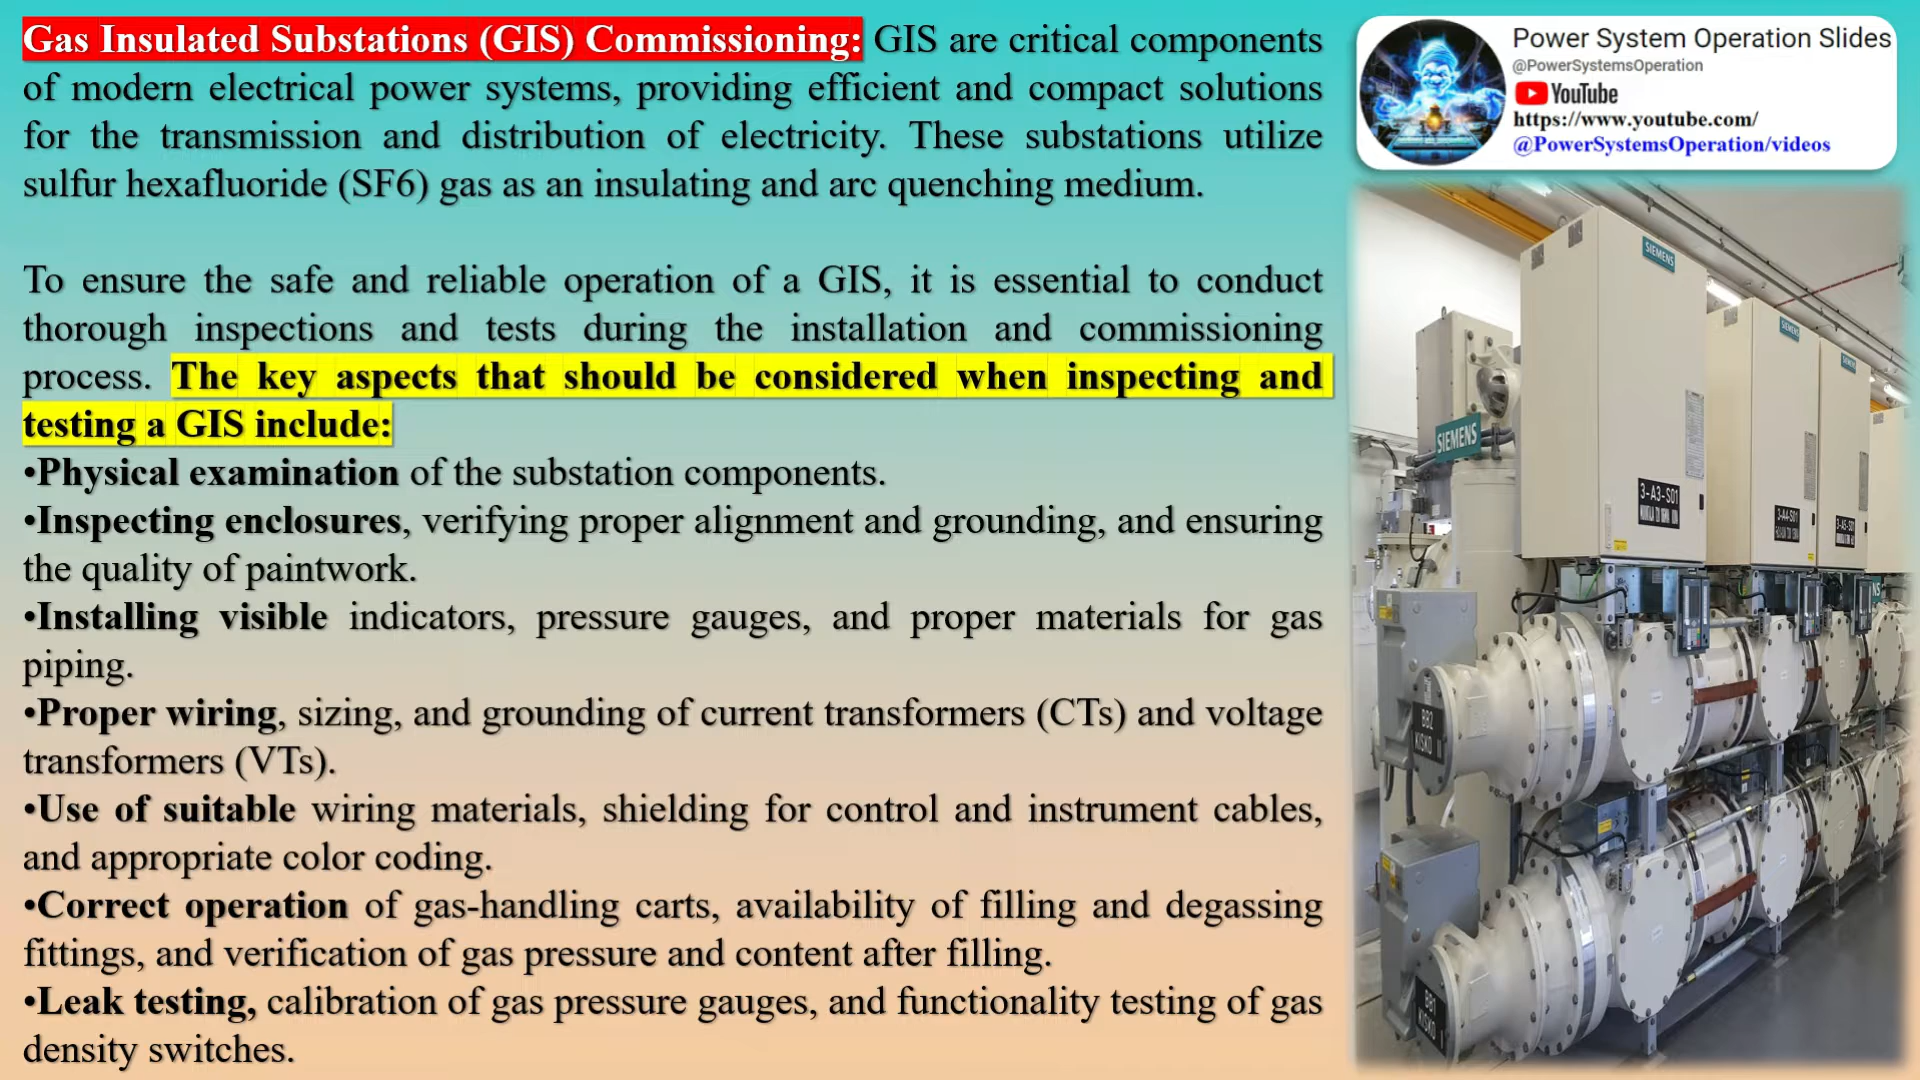 Gas Insulated Substations (GIS) Commissioning: GIS are critical components
of modern electrical power systems, providing efficient and compact solutions
for the transmission and distribution of electricity. These substations utilize
sulfur hexafluoride (SF6) gas as an insulating and arc quenching medium.
To ensure the safe and reliable operation of a GIS, it is essential to conduct
thorough inspections and tests during the installation and commissioning
process. The key aspects that should be considered when inspecting and
testing a GIS include:
•Physical examination of the substation components.
•Inspecting enclosures, verifying proper alignment and grounding, and ensuring
the quality of paintwork.
•Installing visible indicators, pressure gauges, and proper materials for gas
piping.
•Proper wiring, sizing, and grounding of current transformers (CTs) and voltage
transformers (VTs).
•Use of suitable wiring materials, shielding for control and instrument cables,
and appropriate color coding.
•Correct operation of gas-handling carts, availability of filling and degassing
fittings, and verification of gas pressure and content after filling.
•Leak testing, calibration of gas pressure gauges, and functionality testing of gas
density switches.
Power System Operation Slides
@PowerSystemsOperation
YouTube
https://www.youtube.com/
@PowerSystemsOperation/videos
SIEMENS
SIEMENS
SIEMENS
SIEMENS
3-A3-S01
3-A4-S01
3-A5-S01
BB2
KISKO II
BB1
KISKO I